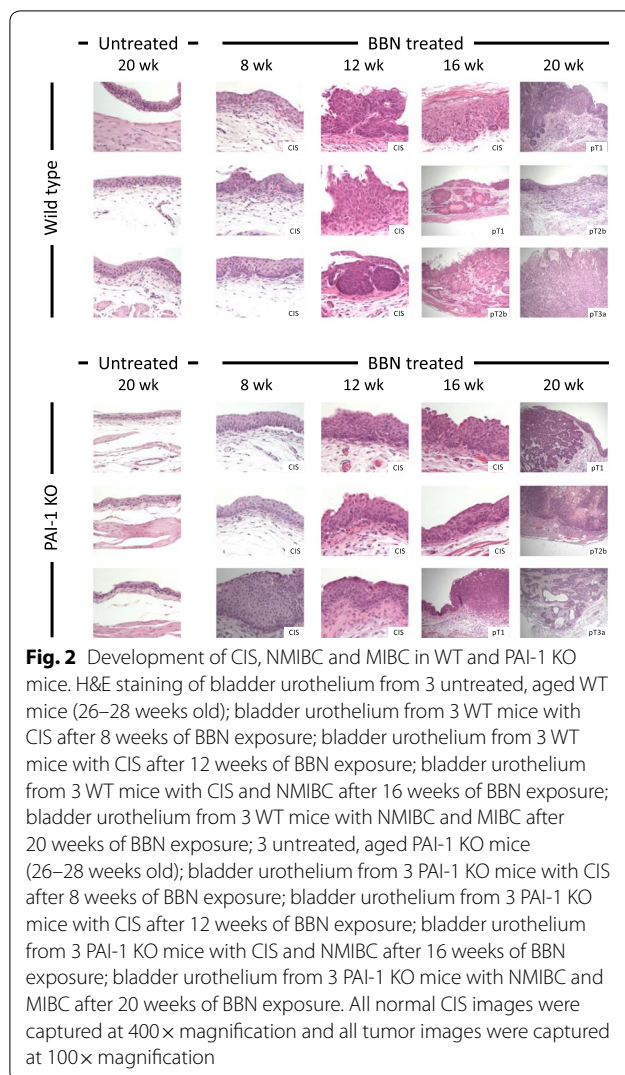 Untreated BBN treated
20 wk 8 wk 12 wk 16 wk 20 wk
Wild type
CIS CIS CIS pT1
CIS CIS pT1 pT2b
CIS CIS pT2b pT3a
Untreated BBN treated
20 wk 8 wk 12 wk 16 wk 20 wk
PAI-1 KO
CIS CIS CIS pT1
CIS CIS CIS pT2b
CIS CIS pT1 pT3a
Fig. 2 Development of CIS, NMIBC and MIBC in WT and PAI-1 KO
mice. H&E staining of bladder urothelium from 3 untreated, aged WT
mice (26–28 weeks old); bladder urothelium from 3 WT mice with
CIS after 8 weeks of BBN exposure; bladder urothelium from 3 WT
mice with CIS after 12 weeks of BBN exposure; bladder urothelium
from 3 WT mice with CIS and NMIBC after 16 weeks of BBN exposure;
bladder urothelium from 3 WT mice with NMIBC and MIBC after
20 weeks of BBN exposure; 3 untreated, aged PAI-1 KO mice
(26–28 weeks old); bladder urothelium from 3 PAI-1 KO mice with CIS
after 8 weeks of BBN exposure; bladder urothelium from 3 PAI-1 KO
mice with CIS after 12 weeks of BBN exposure; bladder urothelium
from 3 PAI-1 KO mice with CIS and NMIBC after 16 weeks of BBN
exposure; bladder urothelium from 3 PAI-1 KO mice with NMIBC and
MIBC after 20 weeks of BBN exposure. All normal CIS images were
captured at 400× magnification and all tumor images were captured
at 100× magnification